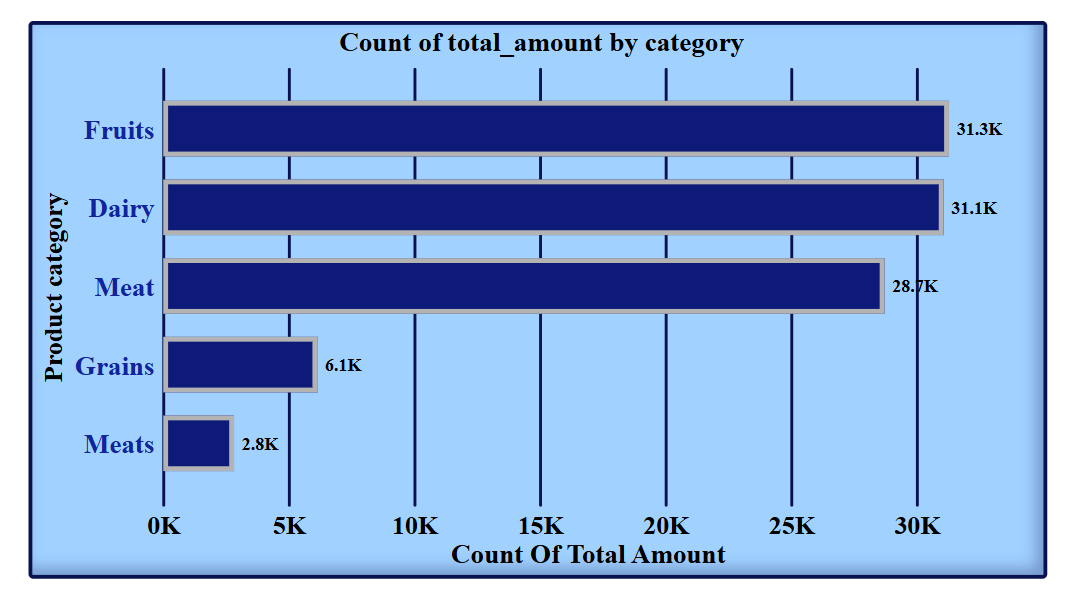 Count of total_amount by category
Product category
Fruits 31.3K
Dairy 31.1K
Meat 28.7K
Grains 6.1K
Meats 2.8K
0K 5K 10K 15K 20K 25K 30K
Count Of Total Amount